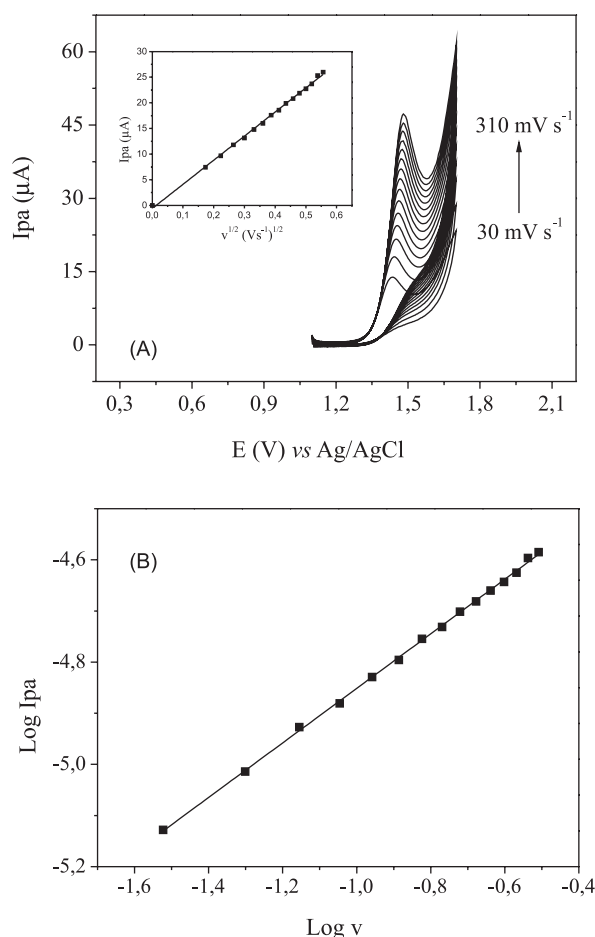 60
45
30
15
0
Ipa (μA)
30
25
20
15
10
5
0
Ipa (μA)
0,0 0,1 0,2 0,3 0,4 0,5 0,6
v1/2 (Vs-1)1/2
310 mV s-1
30 mV s-1
(A)
0,3 0,6 0,9 1,2 1,5 1,8 2,1
E (V) vs Ag/AgCl
-4,6
-4,8
-5,0
-5,2
Log Ipa
(B)
-1,6 -1,4 -1,2 -1,0 -0,8 -0,6 -0,4
Log v